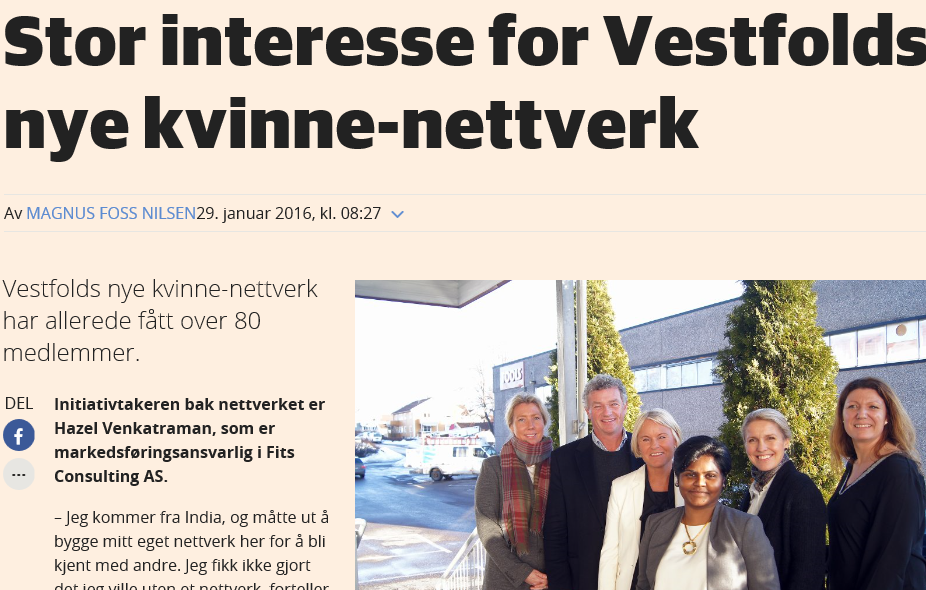 Stor interesse for Vestfolds
nye kvinne-nettverk
Av MAGNUS FOSS NILSEN29. januar 2016, kl. 08:27
Vestfolds nye kvinne-nettverk
har allerede fått over 80
medlemmer.
DEL
Initiativtakeren bak nettverket er
Hazel Venkatraman, som er
markedsføringsansvarlig i Fits
Consulting AS.
– Jeg kommer fra India, og måtte ut å
bygge mitt eget nettverk her for å bli
kjent med andre. Jeg fikk ikke gjort
det jeg ville uten et nettverk, forteller
TOOLS